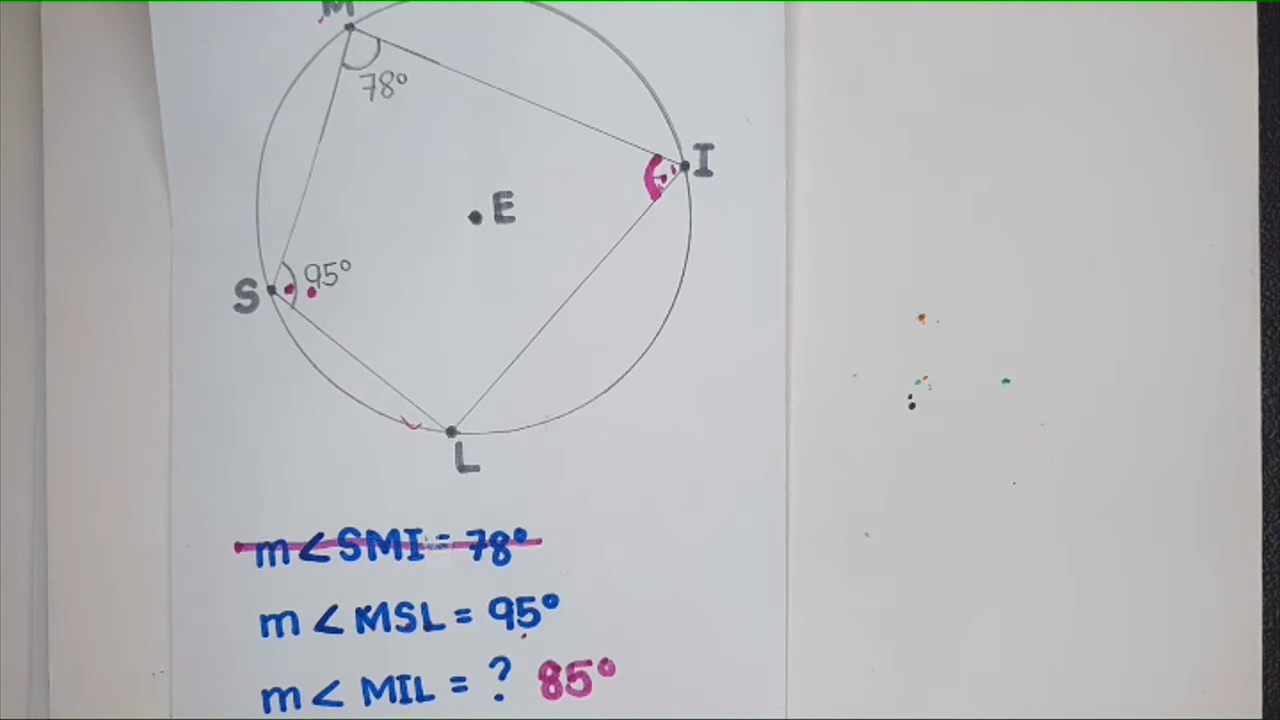 M
78°
I
E
95°
S
L
m∠SMI = 78°
m∠MSL = 95°
m∠MIL = ? 85°